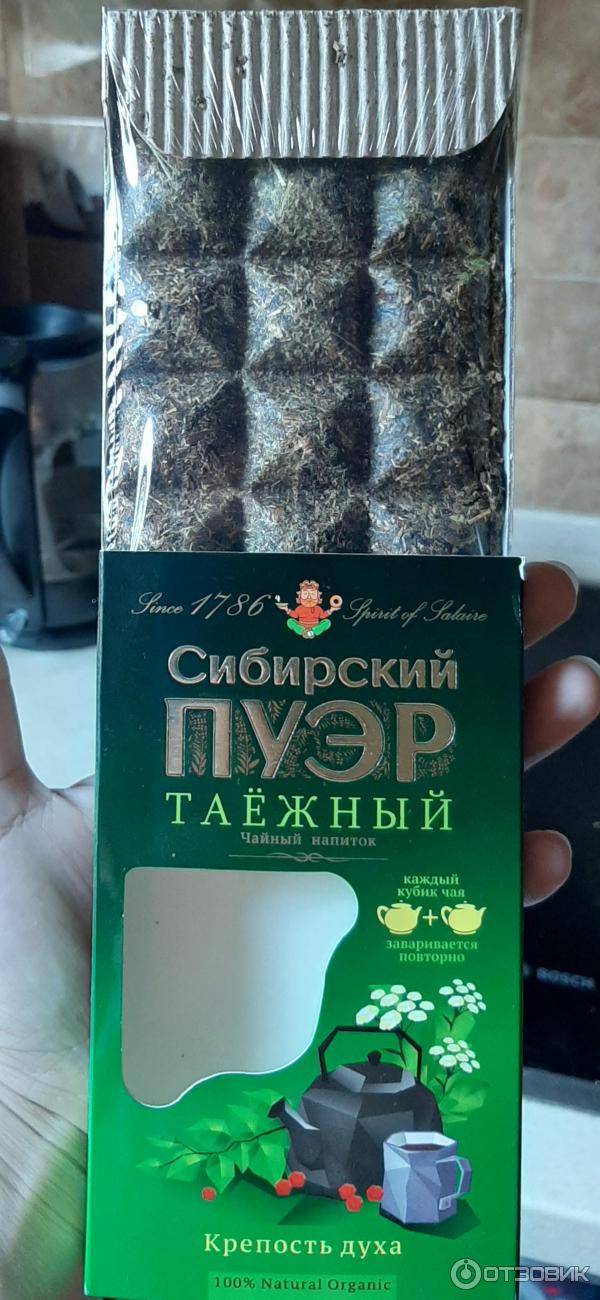 Since 1786 Spirit of Salaire
Сибирский
ПУЭР
ТАЁЖНЫЙ
Чайный напиток
каждый
кубик чая
+
заваривается
повторно
BOSCH
Крепость духа
100% Natural Organic
ОТЗОВИК